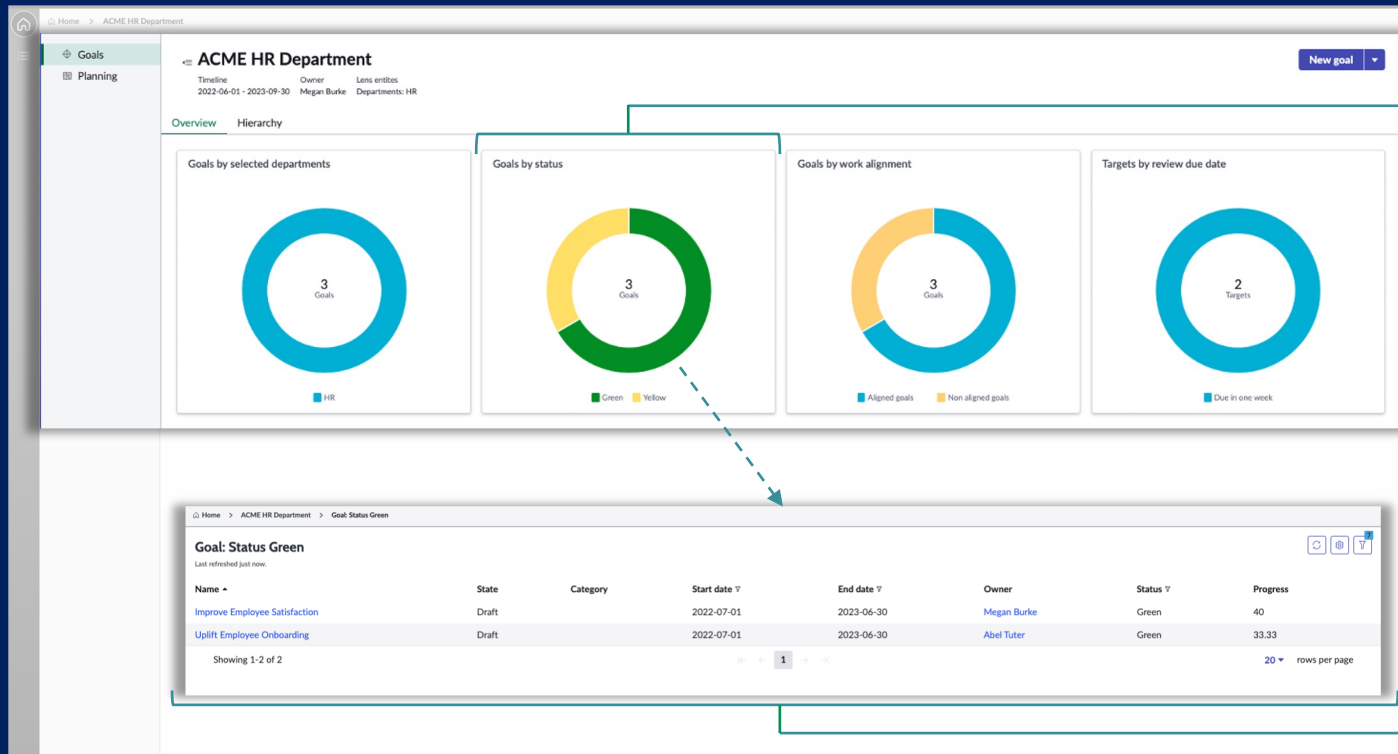 Home > ACME HR Department
Goals
Planning
ACME HR Department
Timeline Owner Lens entites
2022-06-01 - 2023-09-30 Megan Burke Departments: HR
New goal
Overview Hierarchy
Goals by selected departments
3
Goals
HR
Goals by status
3
Goals
Green Yellow
Goals by work alignment
3
Goals
Aligned goals Non aligned goals
Targets by review due date
2
Targets
Due in one week
Home > ACME HR Department > Goal: Status Green
Goal: Status Green
Last refreshed just now.
7
Name State Category Start date End date Owner Status Progress
Improve Employee Satisfaction Draft 2022-07-01 2023-06-30 Megan Burke Green 40
Uplift Employee Onboarding Draft 2022-07-01 2023-06-30 Abel Tuter Green 33.33
Showing 1-2 of 2 1 20 rows per page